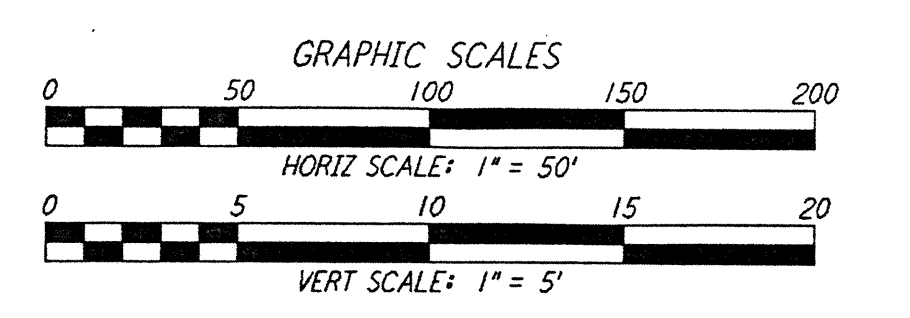 GRAPHIC SCALES
0 50 100 150 200
HORIZ SCALE: 1" = 50'
0 5 10 15 20
VERT SCALE: 1" = 5'